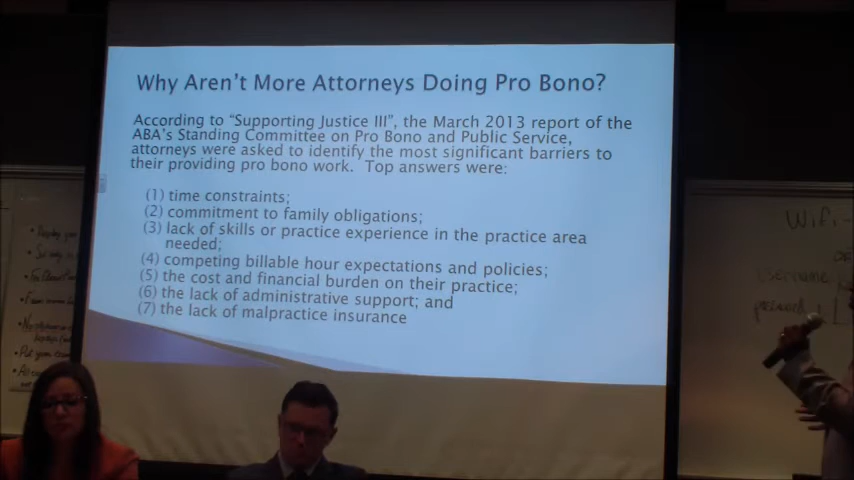 Why Aren't More Attorneys Doing Pro Bono?
According to "Supporting Justice III", the March 2013 report of the
ABA's Standing Committee on Pro Bono and Public Service,
attorneys were asked to identify the most significant barriers to
their providing pro bono work. Top answers were:
(1) time constraints;
(2) commitment to family obligations;
(3) lack of skills or practice experience in the practice area
needed;
(4) competing billable hour expectations and policies;
(5) the cost and financial burden on their practice;
(6) the lack of administrative support; and
(7) the lack of malpractice insurance
Wifi-
username
password